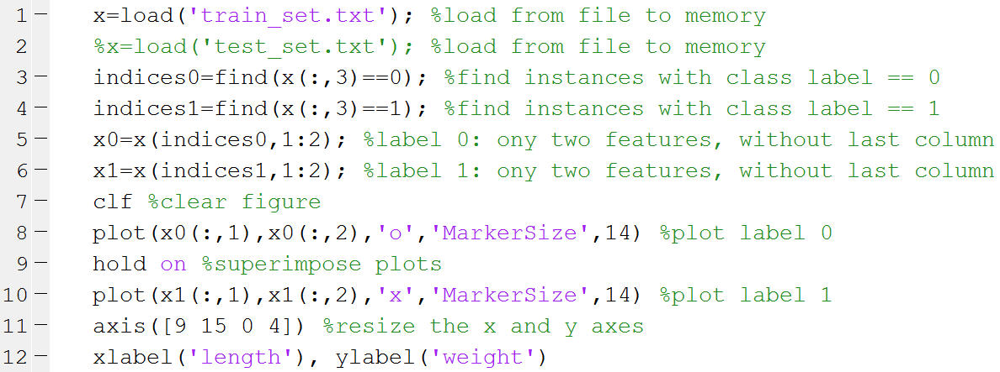 1 – x=load('train_set.txt'); %load from file to memory
2 %x=load('test_set.txt'); %load from file to memory
3 – indices0=find(x(:,3)==0); %find instances with class label == 0
4 – indices1=find(x(:,3)==1); %find instances with class label == 1
5 – x0=x(indices0,1:2); %label 0: ony two features, without last column
6 – x1=x(indices1,1:2); %label 1: ony two features, without last column
7 – clf %clear figure
8 – plot(x0(:,1),x0(:,2),'o','MarkerSize',14) %plot label 0
9 – hold on %superimpose plots
10 – plot(x1(:,1),x1(:,2),'x','MarkerSize',14) %plot label 1
11 – axis([9 15 0 4]) %resize the x and y axes
12 – xlabel('length'), ylabel('weight')